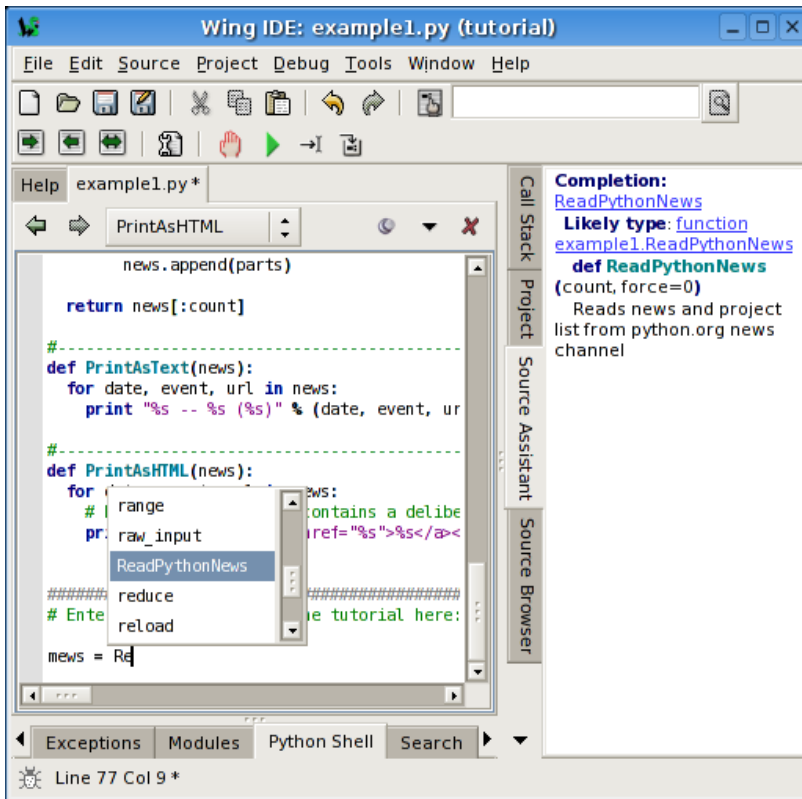 Wing IDE: example1.py (tutorial)
File Edit Source Project Debug Tools Window Help
Help example1.py*
PrintAsHTML
news.append(parts)
return news[:count]
#-------------------------------------------
def PrintAsText(news):
for date, event, url in news:
print "%s -- %s (%s)" % (date, event, ur
#-------------------------------------------
def PrintAsHTML(news):
for
ws:
#
ontains a delibe
pr
ref="%s">%s</a><
range
raw_input
ReadPythonNews
reduce
reload
# Ente
e tutorial here:
mews = Re
Call Stack
Project
Source Assistant
Source Browser
Completion:
ReadPythonNews
Likely type: function
example1.ReadPythonNews
def ReadPythonNews
(count, force=0)
Reads news and project
list from python.org news
channel
Exceptions Modules Python Shell Search
Line 77 Col 9 *